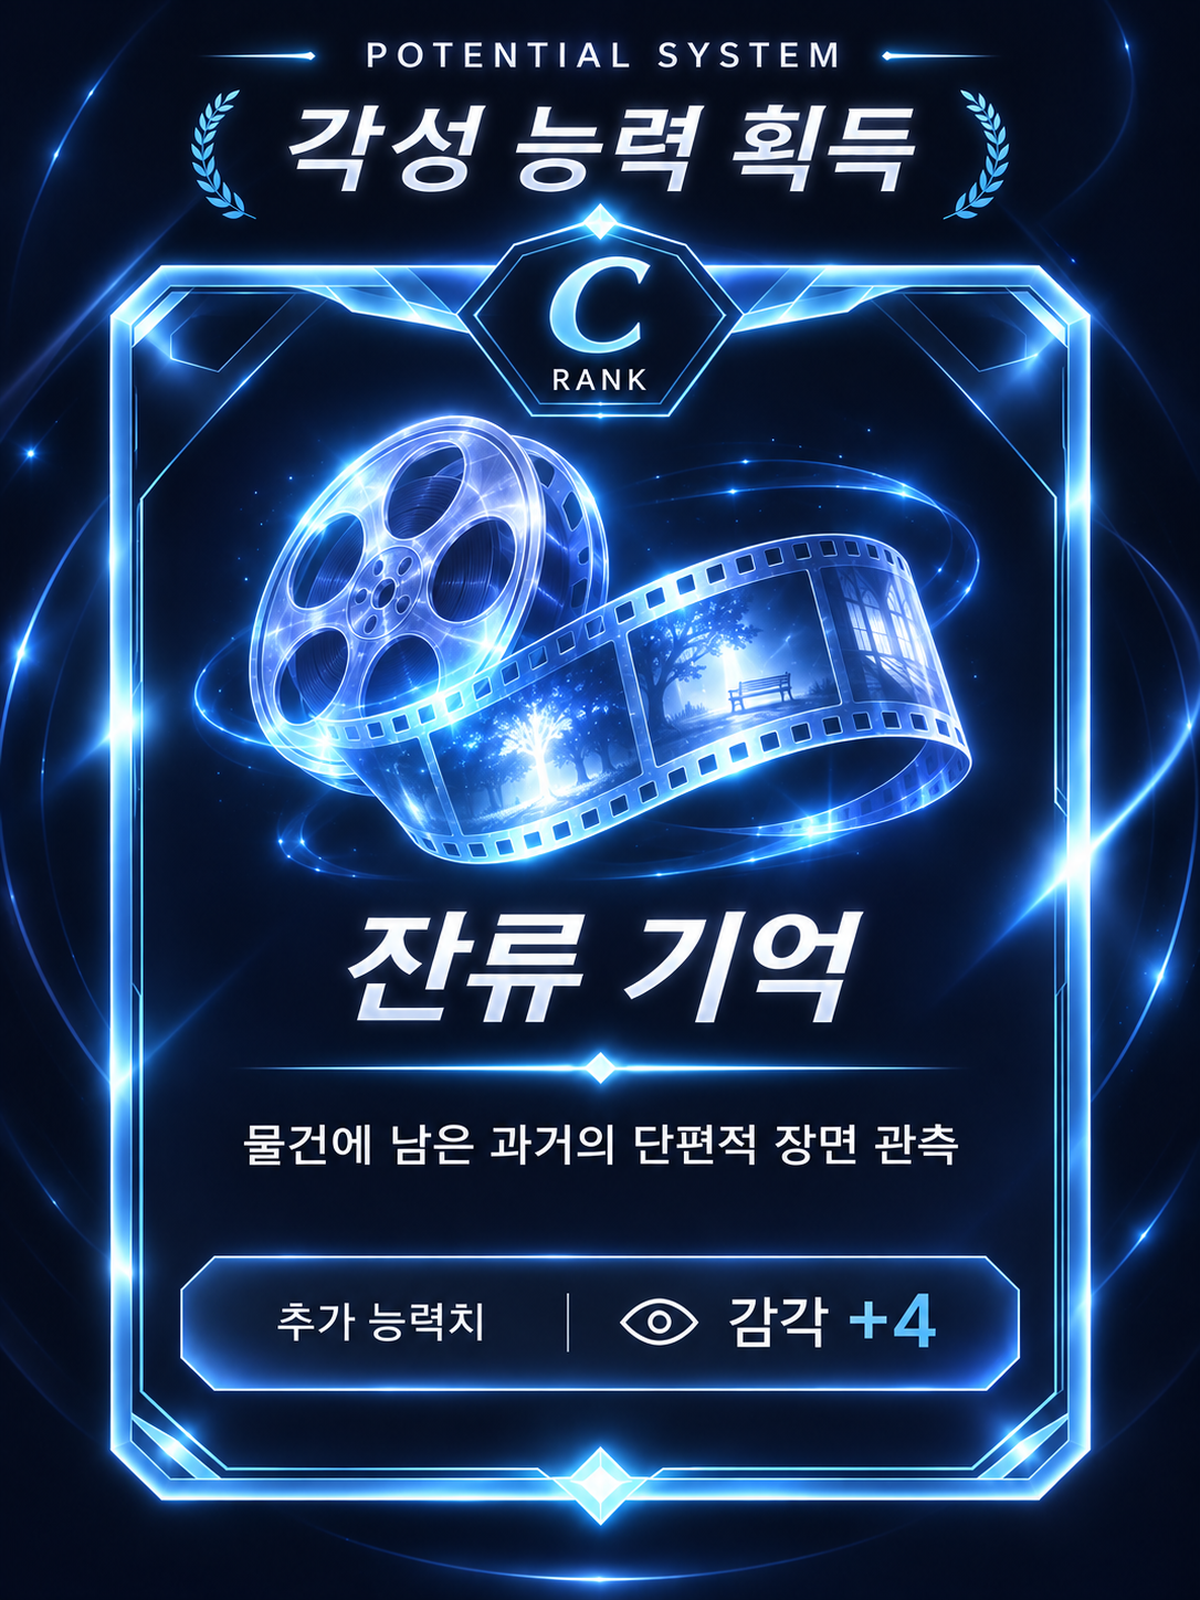 POTENTIAL SYSTEM
각성 능력 획득
C
RANK
잔류 기억
물건에 남은 과거의 단편적 장면 관측
추가 능력치
감각 +4